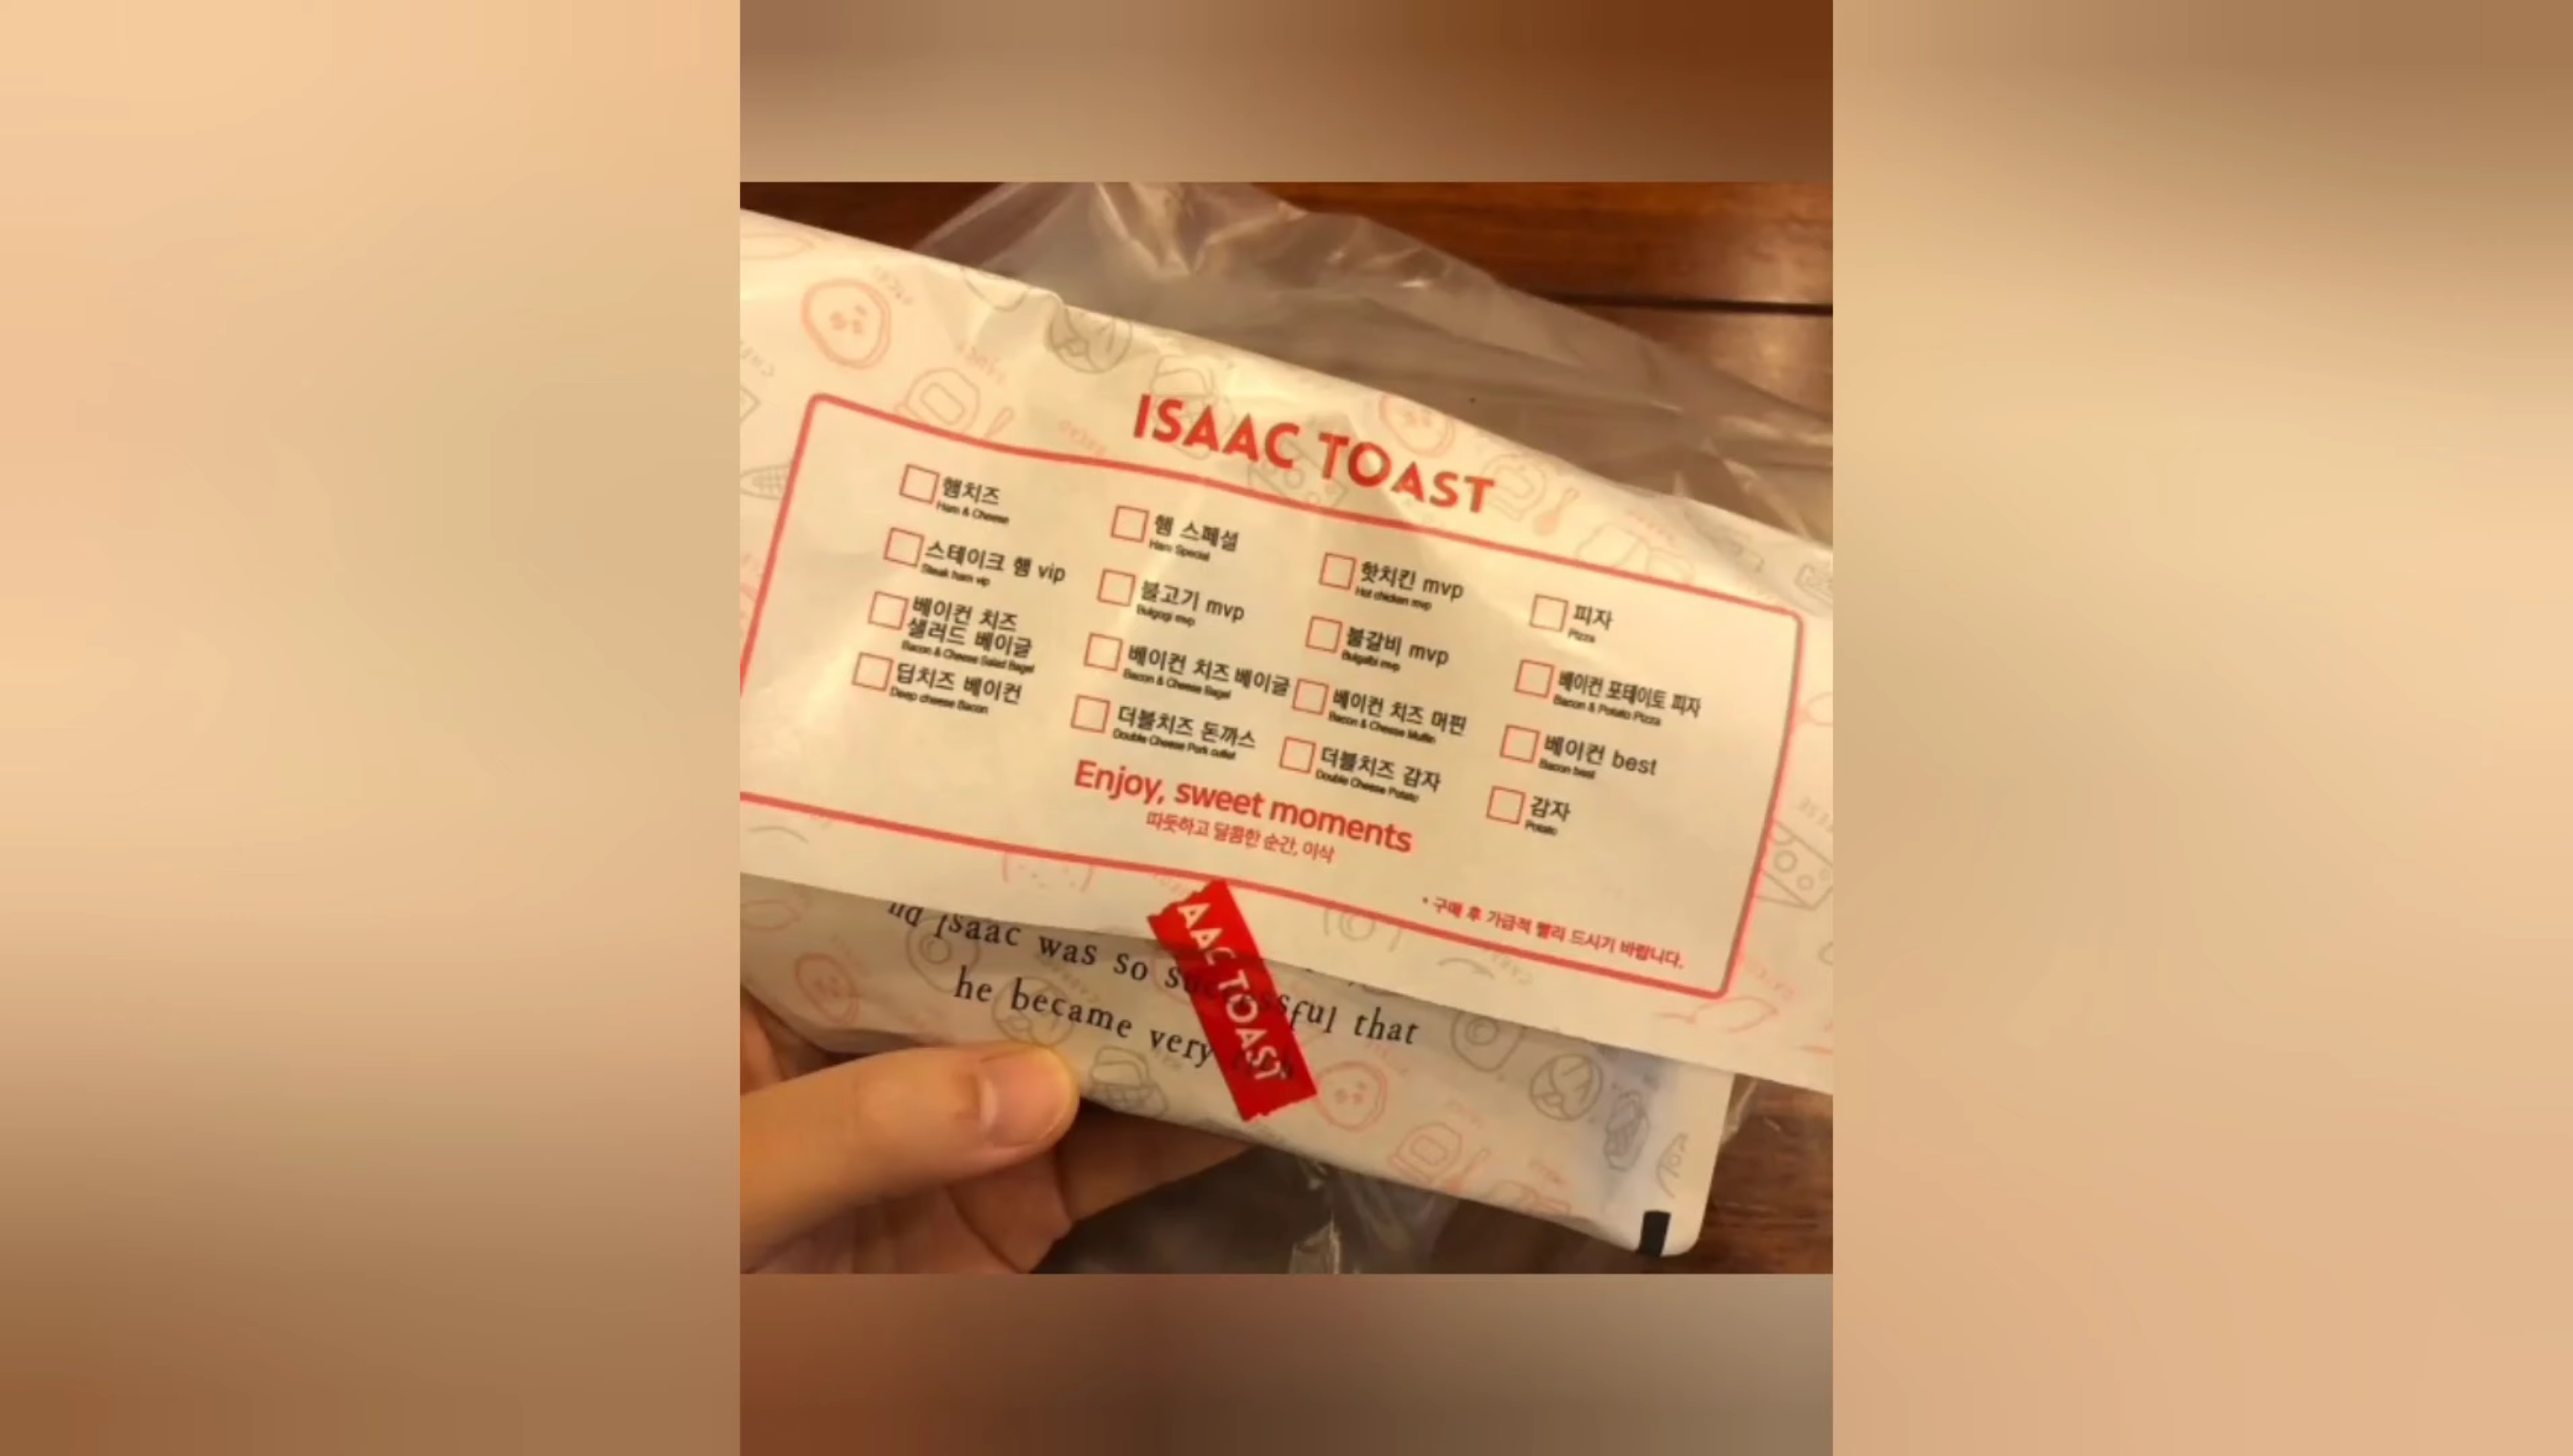 ISAAC TOAST
햄치즈
Ham & Cheese
햄 스페셜
Ham Special
핫치킨 mvp
Hot chicken mvp
피자
Pizza
스테이크 햄 vip
Steak ham vip
불고기 mvp
Bulgogi mvp
불갈비 mvp
Bulgalbi mvp
베이컨 포테이토 피자
Bacon & Potato Pizza
베이컨 치즈
샐러드 베이글
Bacon & Cheese Salad Bagel
베이컨 치즈 베이글
Bacon & Cheese Bagel
베이컨 치즈 머핀
Bacon & Cheese Muffin
베이컨 best
Bacon best
딥치즈 베이컨
Deep cheese Bacon
더블치즈 돈까스
Double Cheese Pork cutlet
더블치즈 감자
Double Cheese Potato
감자
Potato
Enjoy, sweet moments
따뜻하고 달콤한 순간, 이삭
* 구매 후 가급적 빨리 드시기 바랍니다.
Isaac was so successful that
he became very
AAC TOAST